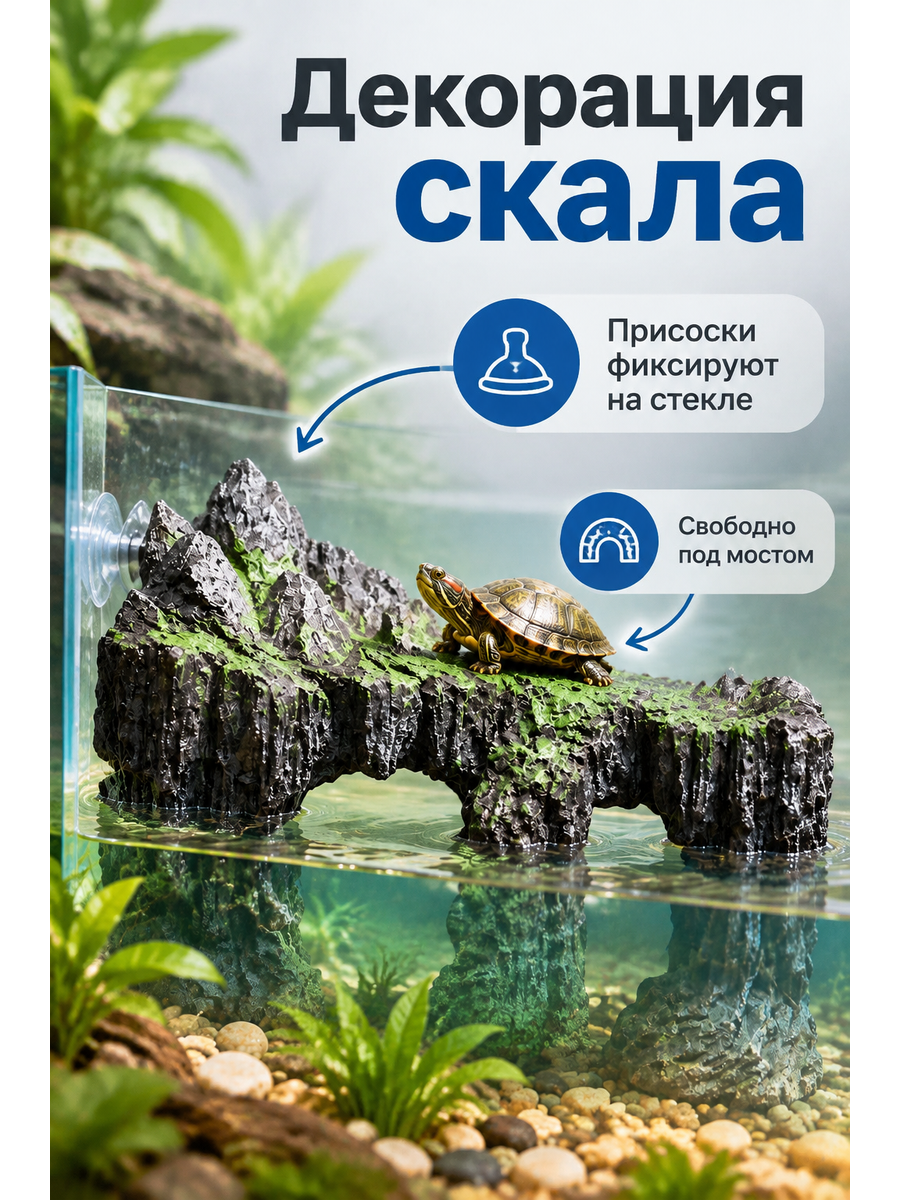 Декорация
скала
Присоски
фиксируют
на стекле
Свободно
под мостом